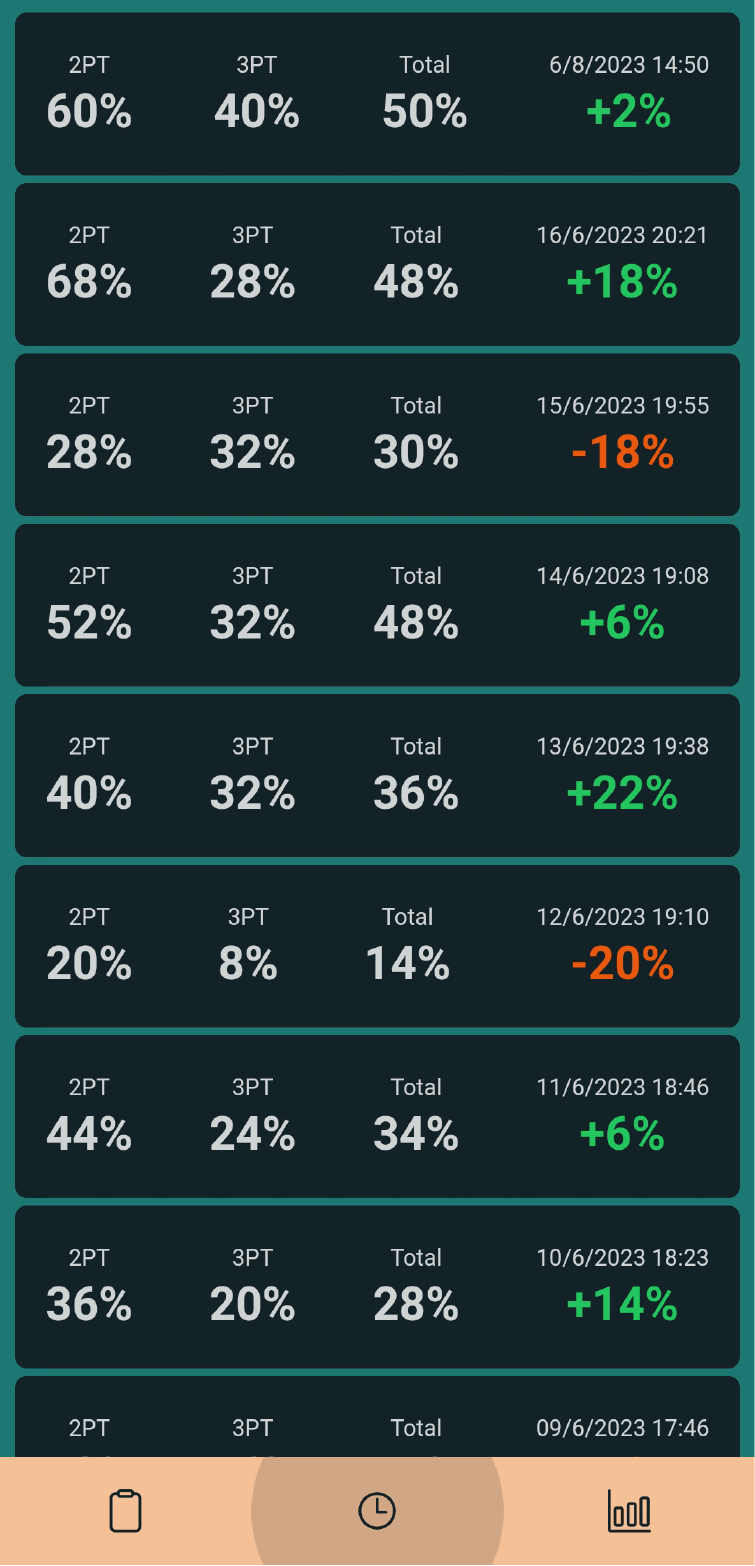 2PT 3PT Total 6/8/2023 14:50
60% 40% 50% +2%
2PT 3PT Total 16/6/2023 20:21
68% 28% 48% +18%
2PT 3PT Total 15/6/2023 19:55
28% 32% 30% -18%
2PT 3PT Total 14/6/2023 19:08
52% 32% 48% +6%
2PT 3PT Total 13/6/2023 19:38
40% 32% 36% +22%
2PT 3PT Total 12/6/2023 19:10
20% 8% 14% -20%
2PT 3PT Total 11/6/2023 18:46
44% 24% 34% +6%
2PT 3PT Total 10/6/2023 18:23
36% 20% 28% +14%
2PT 3PT Total 09/6/2023 17:46